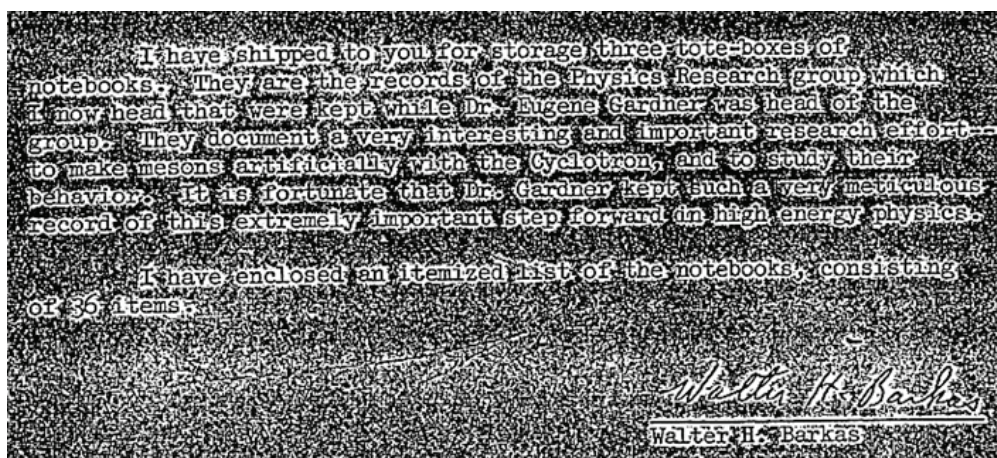 I have shipped to you for storage three tote-boxes of
notebooks. They are the records of the Physics Research group which
I now head that were kept while Dr. Eugene Gardner was head of the
group. They document a very interesting and important research effort--
to make mesons artificially with the Cyclotron, and to study their
behavior. It is fortunate that Dr. Gardner kept such a very meticulous
record of this extremely important step forward in high energy physics.
I have enclosed an itemized list of the notebooks, consisting
of 36 items.
Walter H. Barkas
Walter H. Barkas